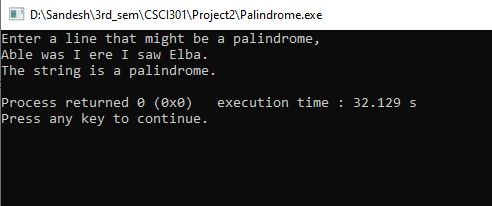 D:\Sandesh\3rd_sem\CSCI301\Project2\Palindrome.exe
Enter a line that might be a palindrome,
Able was I ere I saw Elba.
The string is a palindrome.
Process returned 0 (0x0)   execution time : 32.129 s
Press any key to continue.